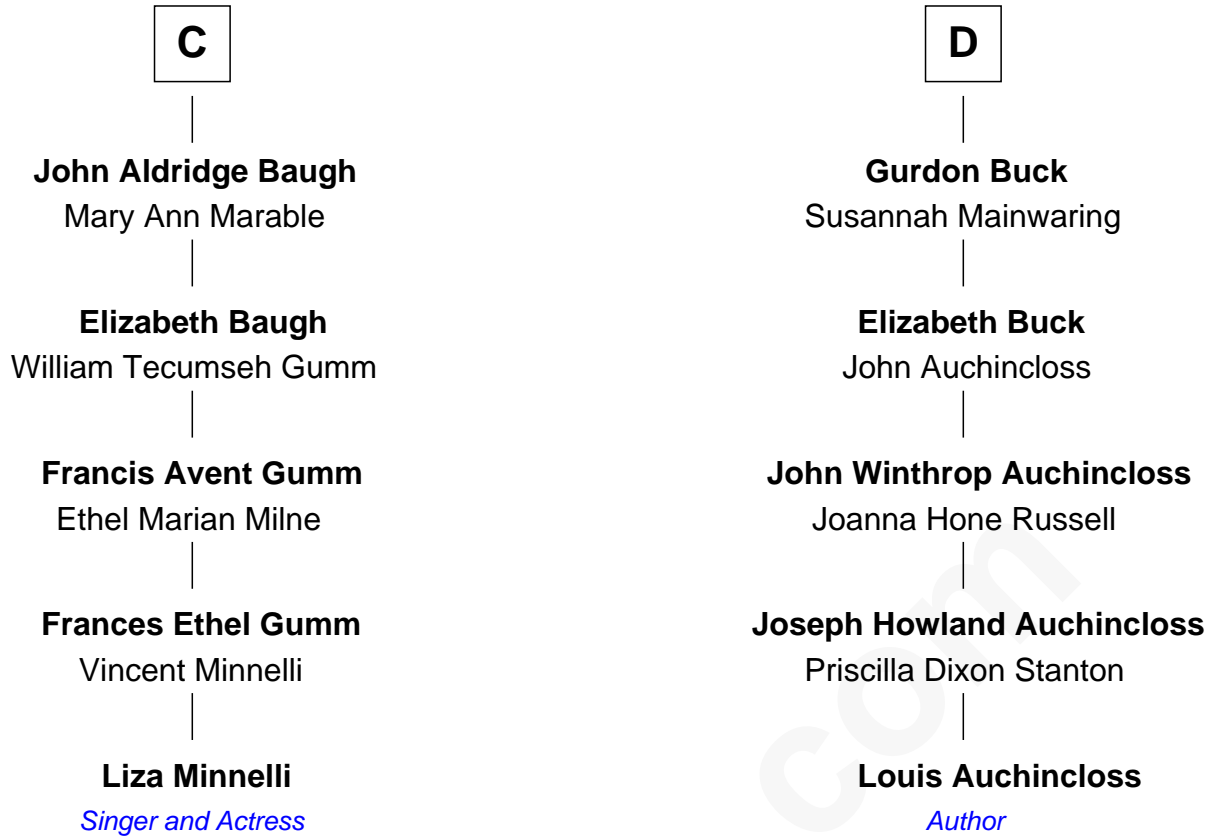 C
John Aldridge Baugh
Mary Ann Marable
Elizabeth Baugh
William Tecumseh Gumm
Francis Avent Gumm
Ethel Marian Milne
Frances Ethel Gumm
Vincent Minnelli
Liza Minnelli
Singer and Actress
D
Gurdon Buck
Susannah Mainwaring
Elizabeth Buck
John Auchincloss
John Winthrop Auchincloss
Joanna Hone Russell
Joseph Howland Auchincloss
Priscilla Dixon Stanton
Louis Auchincloss
Author
com